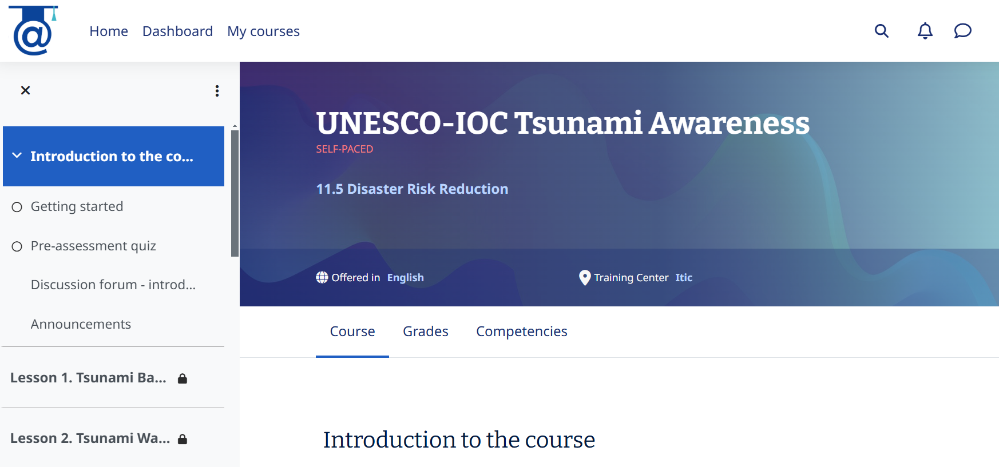 @
Home Dashboard My courses
Introduction to the co...
Getting started
Pre-assessment quiz
Discussion forum - introd...
Announcements
Lesson 1. Tsunami Ba...
Lesson 2. Tsunami Wa...
UNESCO-IOC Tsunami Awareness
SELF-PACED
11.5 Disaster Risk Reduction
Offered in English
Training Center Itic
Course Grades Competencies
Introduction to the course